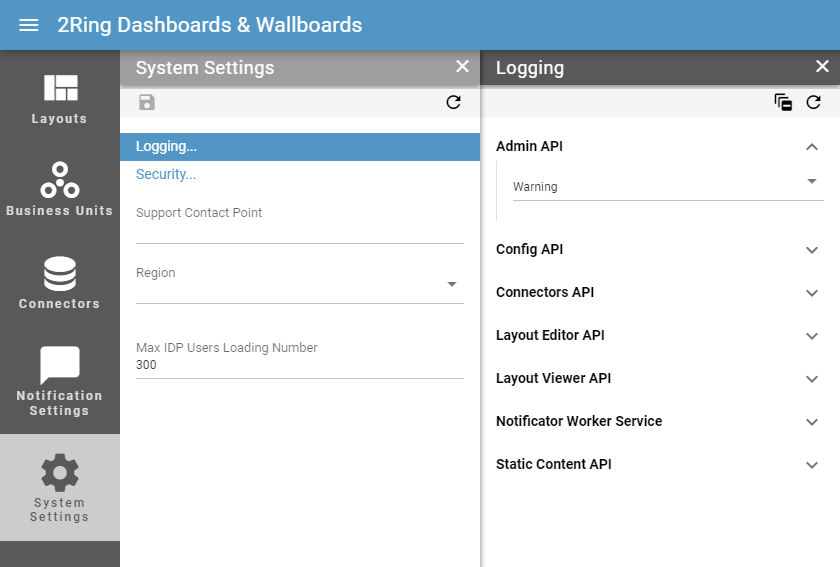 2Ring Dashboards & Wallboards
Layouts
Business Units
Connectors
Notification
Settings
System
Settings
System Settings
Logging...
Security...
Support Contact Point
Region
Max IDP Users Loading Number
300
Logging
Admin API
Warning
Config API
Connectors API
Layout Editor API
Layout Viewer API
Notificator Worker Service
Static Content API